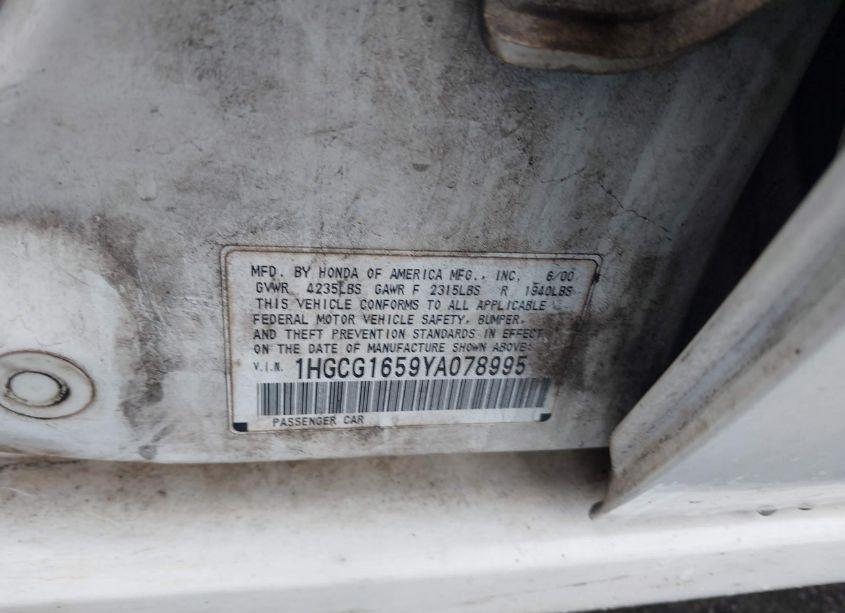 MFD. BY HONDA OF AMERICA MFG., INC. 6/00
GVWR 4235LBS GAWR F 2315LBS R 1940LBS
THIS VEHICLE CONFORMS TO ALL APPLICABLE
FEDERAL MOTOR VEHICLE SAFETY, BUMPER,
AND THEFT PREVENTION STANDARDS IN EFFECT
ON THE DATE OF MANUFACTURE SHOWN ABOVE.
V.I.N. 1HGCG1659YA078995
PASSENGER CAR